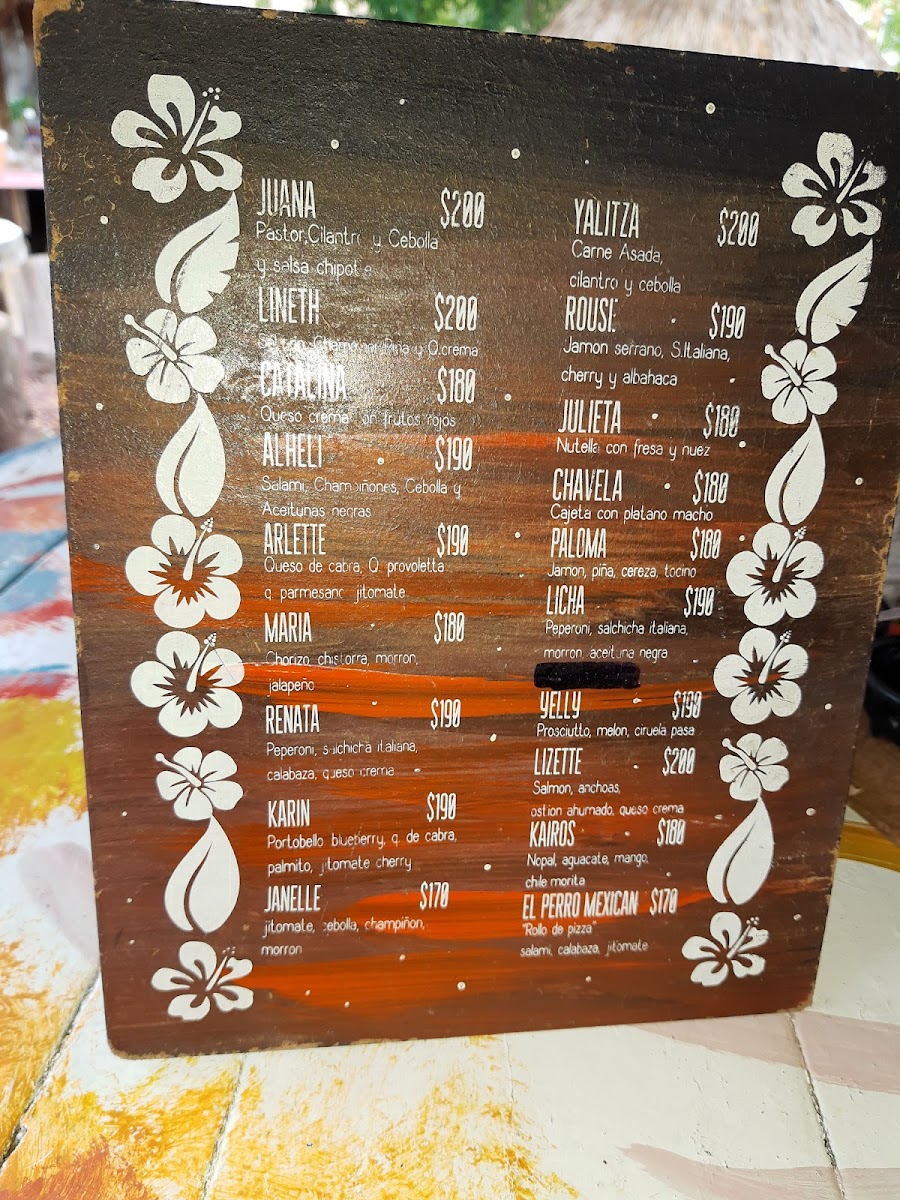 JUANA $200
Pastor,Cilantro y Cebolla
y salsa chipotle
LINETH $200
Piña y Q.crema
CATALINA $180
Queso crema con frutos rojos
ALHELI $190
Salami, Champiñones, Cebolla y
Aceitunas negras
ARLETTE $190
Queso de cabra, Q. provoletta
q. parmesano jitomate
MARIA $180
Chorizo, chistorra, morron,
jalapeño
RENATA $190
Peperoni, salchicha italiana,
calabaza, queso crema
KARIN $190
Portobello blueberry, q. de cabra,
palmito, jitomate cherry
JANELLE $170
jitomate, cebolla, champiñon,
morron
YALITZA $200
Carne Asada,
cilantro y cebolla
ROUSE $190
Jamon serrano, S.Italiana,
cherry y albahaca
JULIETA $180
Nutella con fresa y nuez
CHAVELA $180
Cajeta con platano macho
PALOMA $180
Jamon, piña, cereza, tocino
LICHA $190
Peperoni, salchicha italiana,
morron, aceituna negra
YELLY $190
Prosciutto, melon, ciruela pasa
LIZETTE $200
Salmon, anchoas,
ostion ahumado, queso crema
KAIROS $180
Nopal, aguacate, mango,
chile morita
EL PERRO MEXICAN $170
"Rollo de pizza"
salami, calabaza, jitomate